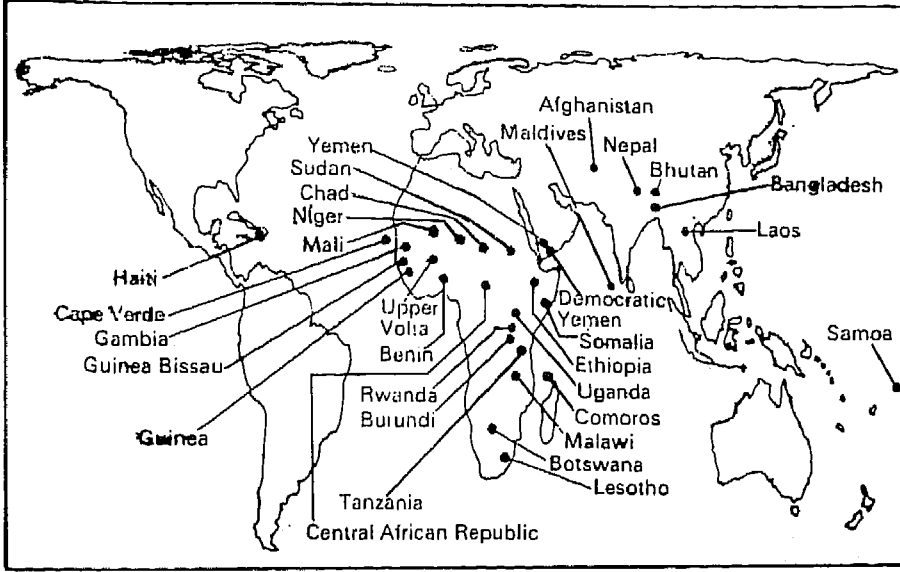 Afghanistan
Maldives
Nepal
Bhutan
Bangladesh
Laos
Yemen
Sudan
Chad
Niger
Mali
Haiti
Cape Verde
Gambia
Guinea Bissau
Guinea
Upper
Volta
Benin
Rwanda
Burundi
Tanzania
Central African Republic
Democratic
Yemen
Somalia
Ethiopia
Uganda
Comoros
Malawi
Botswana
Lesotho
Samoa